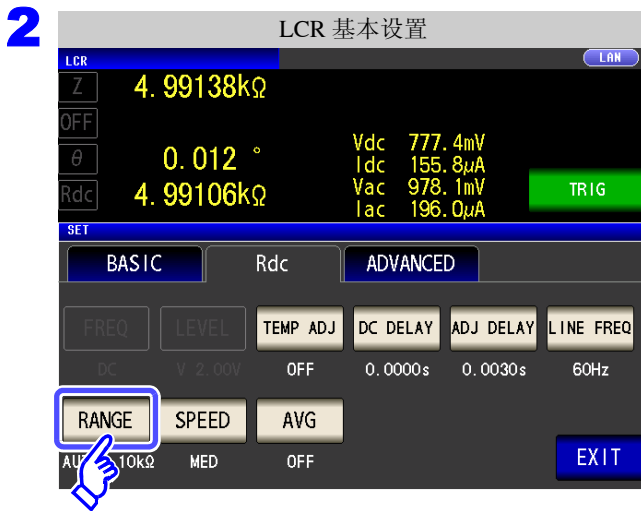 2
LCR 基本设置
LCR
LAN
Z 4.99138kΩ
OFF
θ 0.012 °
Rdc 4.99106kΩ
Vdc 777.4mV
Idc 155.8μA
Vac 978.1mV
Iac 196.0μA
TRIG
SET
BASIC Rdc ADVANCED
FREQ LEVEL TEMP ADJ DC DELAY ADJ DELAY LINE FREQ
DC V 2.00V OFF 0.0000s 0.0030s 60Hz
RANGE SPEED AVG
10kΩ MED OFF
EXIT